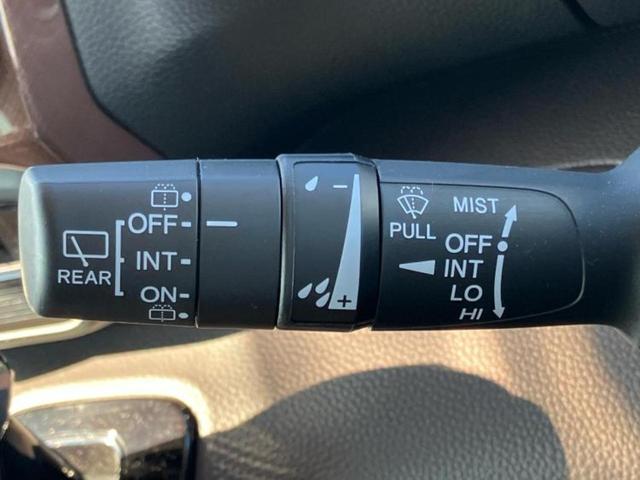 OFF
INT
ON
REAR
−
+
PULL
MIST
OFF
INT
LO
HI